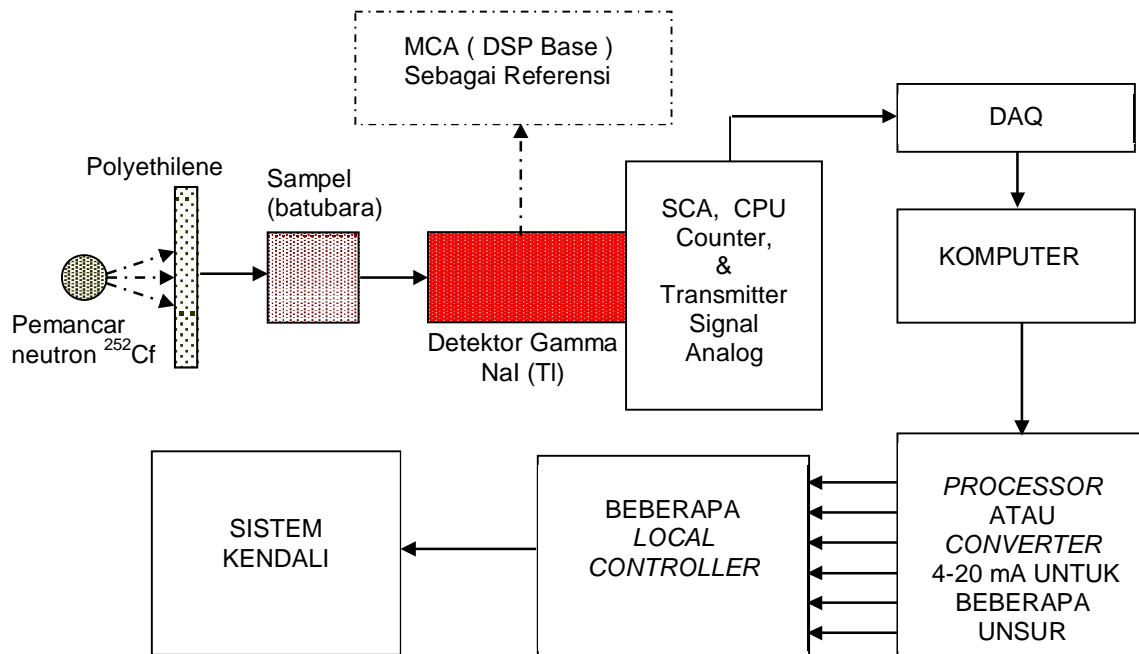 MCA ( DSP Base )
Sebagai Referensi
DAQ
Polyethilene
Sampel
(batubara)
SCA, CPU
Counter,
&
Transmitter
Signal
Analog
KOMPUTER
Pemancar
neutron ²⁵²Cf
Detektor Gamma
NaI (Tl)
SISTEM
KENDALI
BEBERAPA
LOCAL
CONTROLLER
PROCESSOR
ATAU
CONVERTER
4-20 mA UNTUK
BEBERAPA
UNSUR